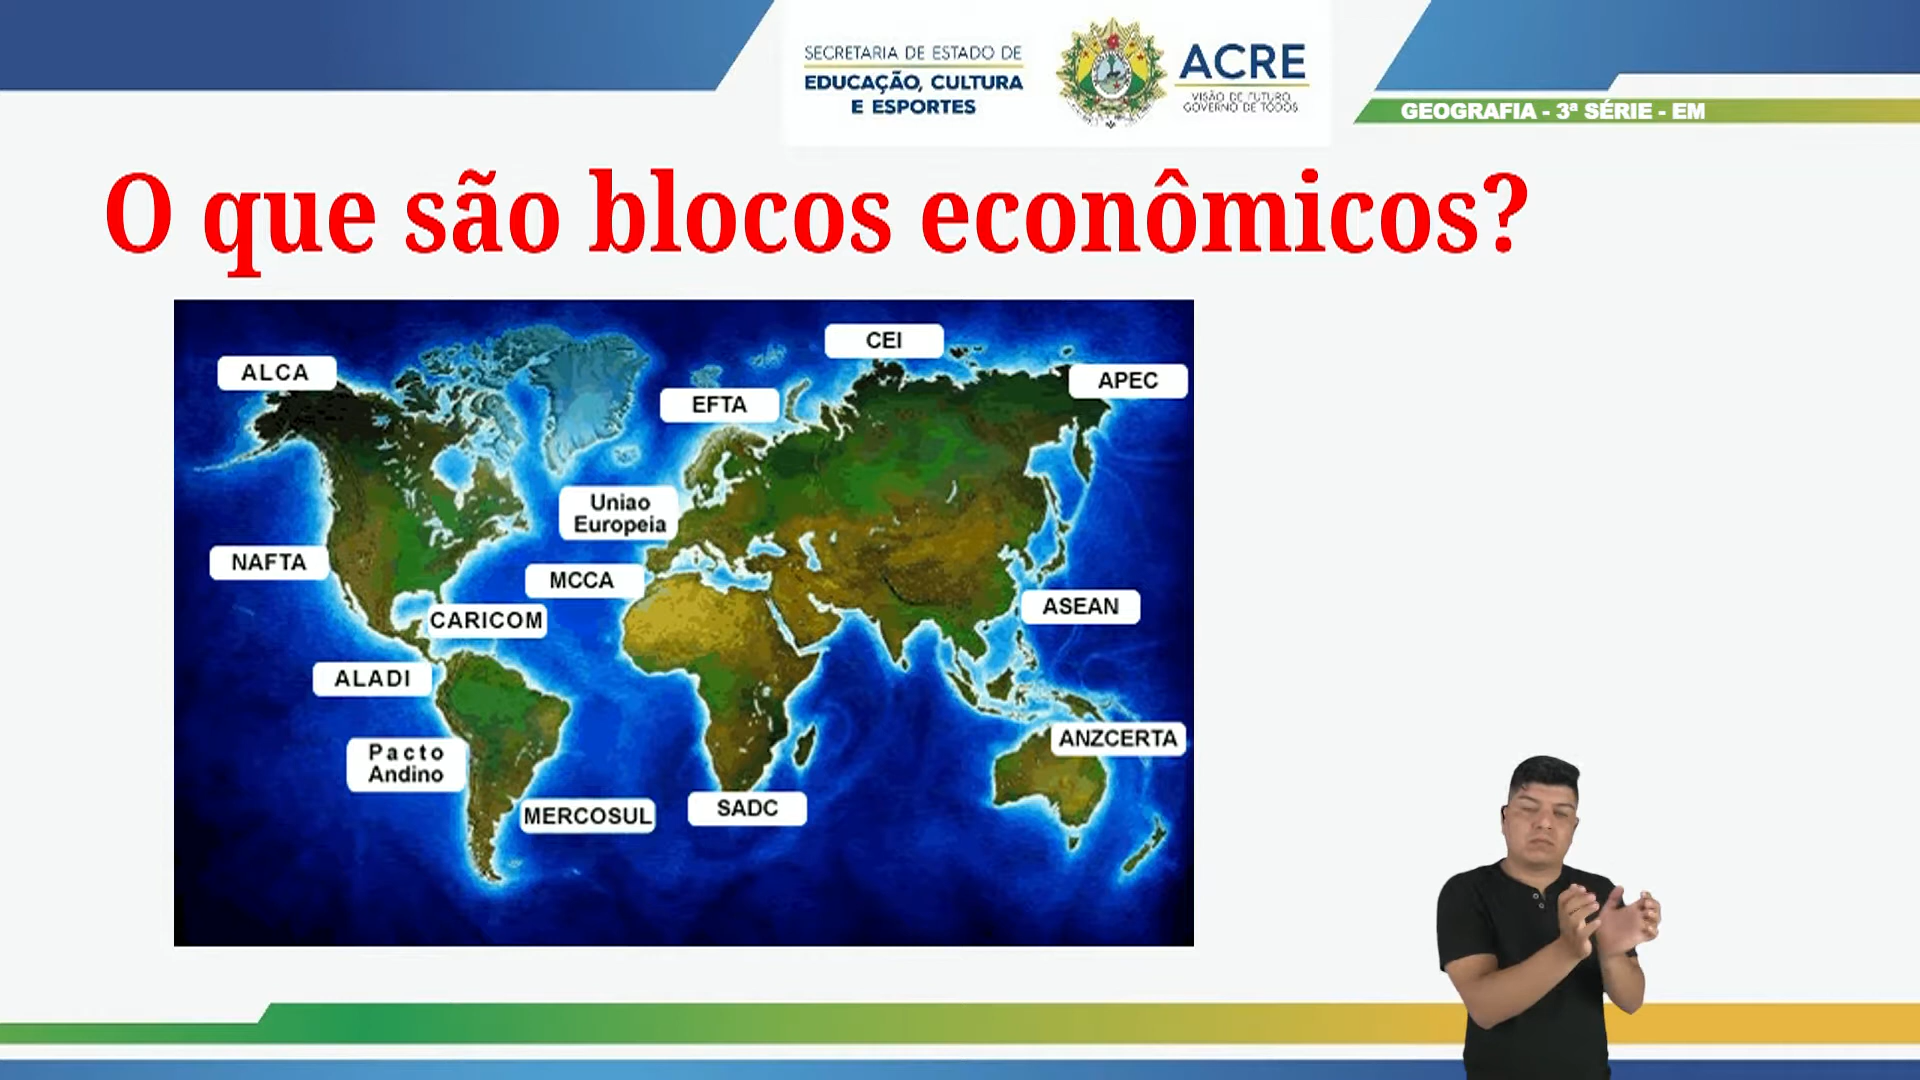 SECRETARIA DE ESTADO DE
EDUCAÇÃO, CULTURA
E ESPORTES
ACRE
VISÃO DE FUTURO,
GOVERNO DE TODOS
GEOGRAFIA - 3ª SÉRIE - EM
O que são blocos econômicos?
CEI
ALCA
APEC
EFTA
Uniao
Europeia
NAFTA
MCCA
ASEAN
CARICOM
ALADI
ANZCERTA
Pacto
Andino
MERCOSUL
SADC